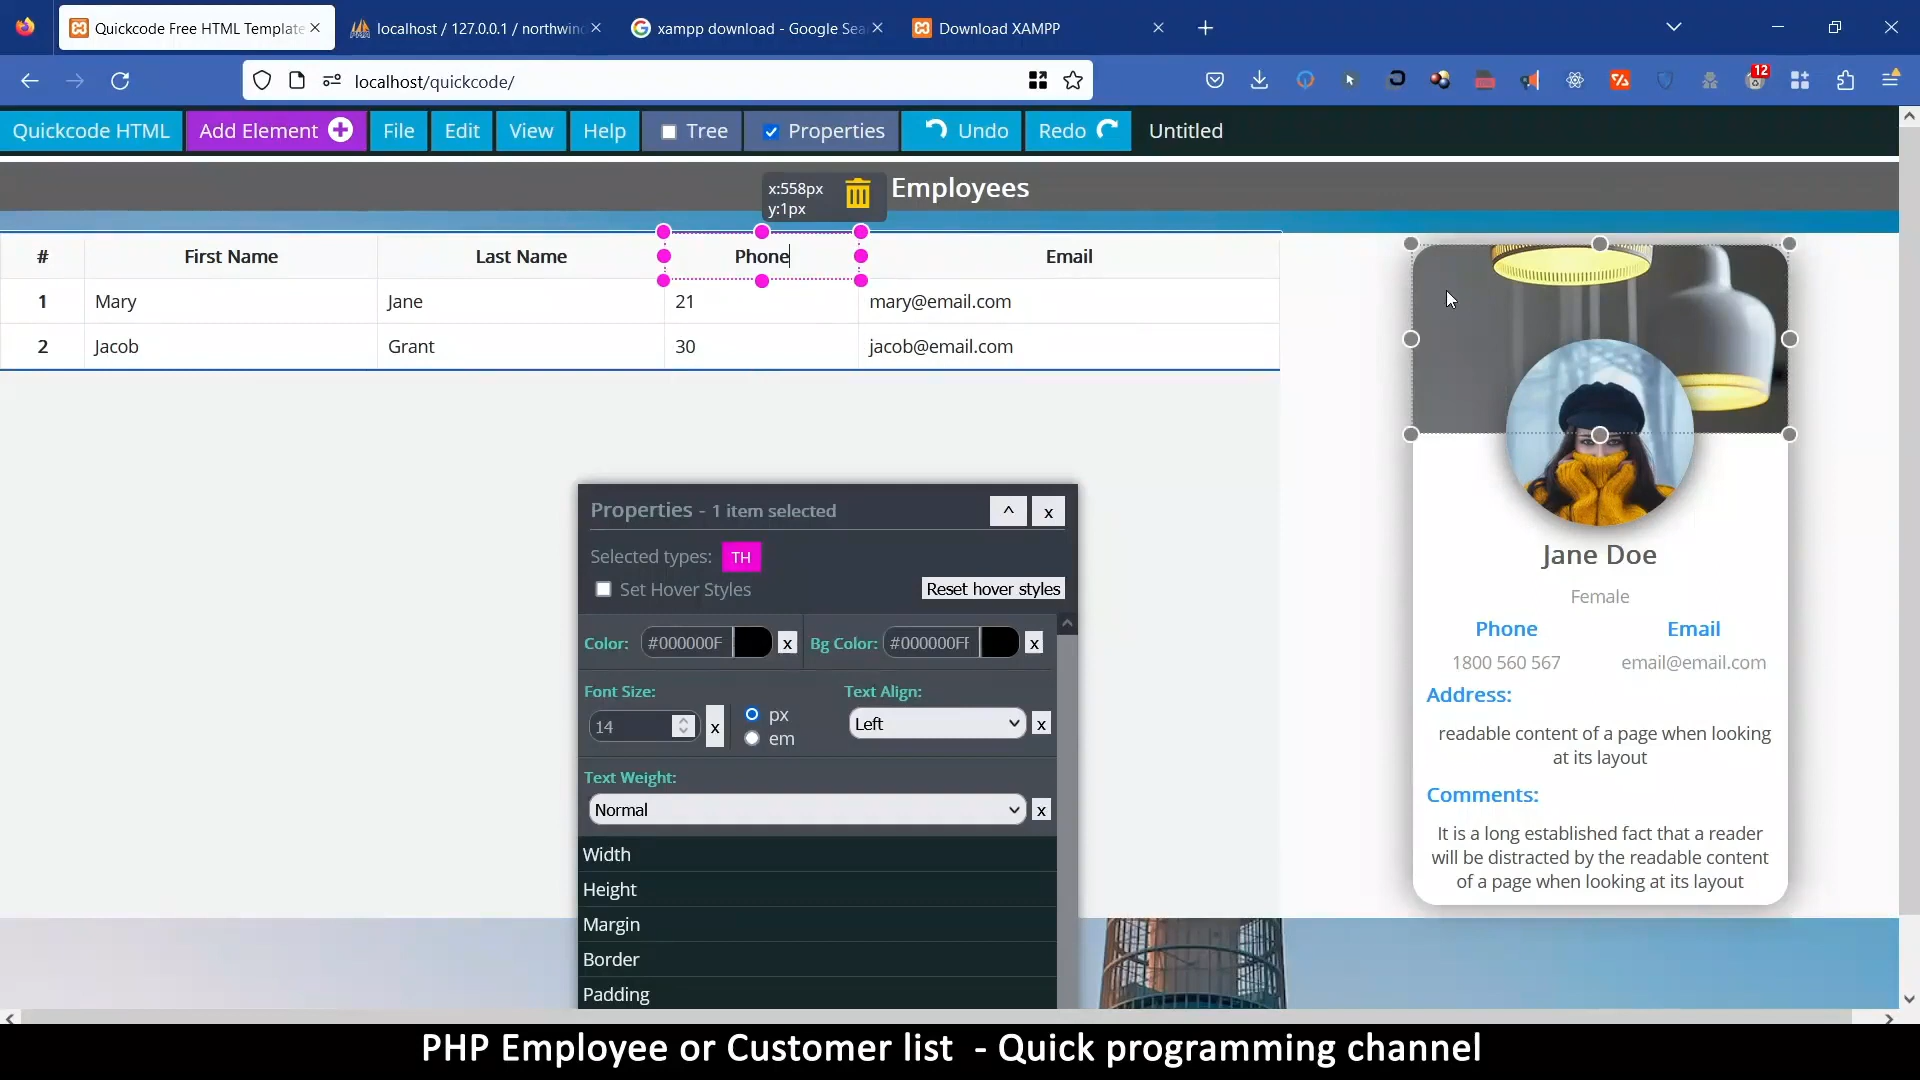 Quickcode Free HTML Template
localhost / 127.0.0.1 / northwind
xampp download - Google Sea
Download XAMPP
localhost/quickcode/
12
Quickcode HTML
Add Element
File
Edit
View
Help
Tree
Properties
Undo
Redo
Untitled
x:558px
y:1px
Employees
# First Name Last Name Phone Email
1 Mary Jane 21 mary@email.com
2 Jacob Grant 30 jacob@email.com
Properties - 1 item selected
^ x
Selected types: TH
Set Hover Styles
Reset hover styles
Color: #000000F x
Bg Color: #000000FF x
Font Size:
14 x
px
em
Text Align:
Left x
Text Weight:
Normal x
Width
Height
Margin
Border
Padding
Jane Doe
Female
Phone Email
1800 560 567 email@email.com
Address:
readable content of a page when looking
at its layout
Comments:
It is a long established fact that a reader
will be distracted by the readable content
of a page when looking at its layout
PHP Employee or Customer list - Quick programming channel